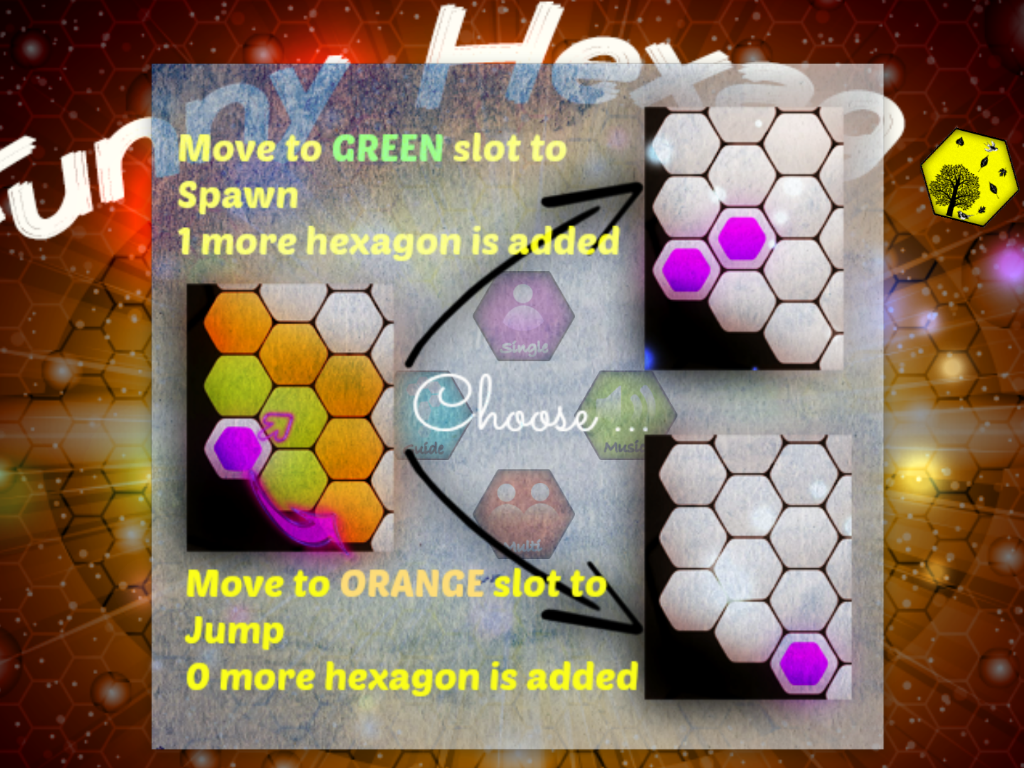 Funny Hexag
Move to GREEN slot to
Spawn
1 more hexagon is added
Single
Choose ...
Guide
Music
Multi
Move to ORANGE slot to
Jump
0 more hexagon is added